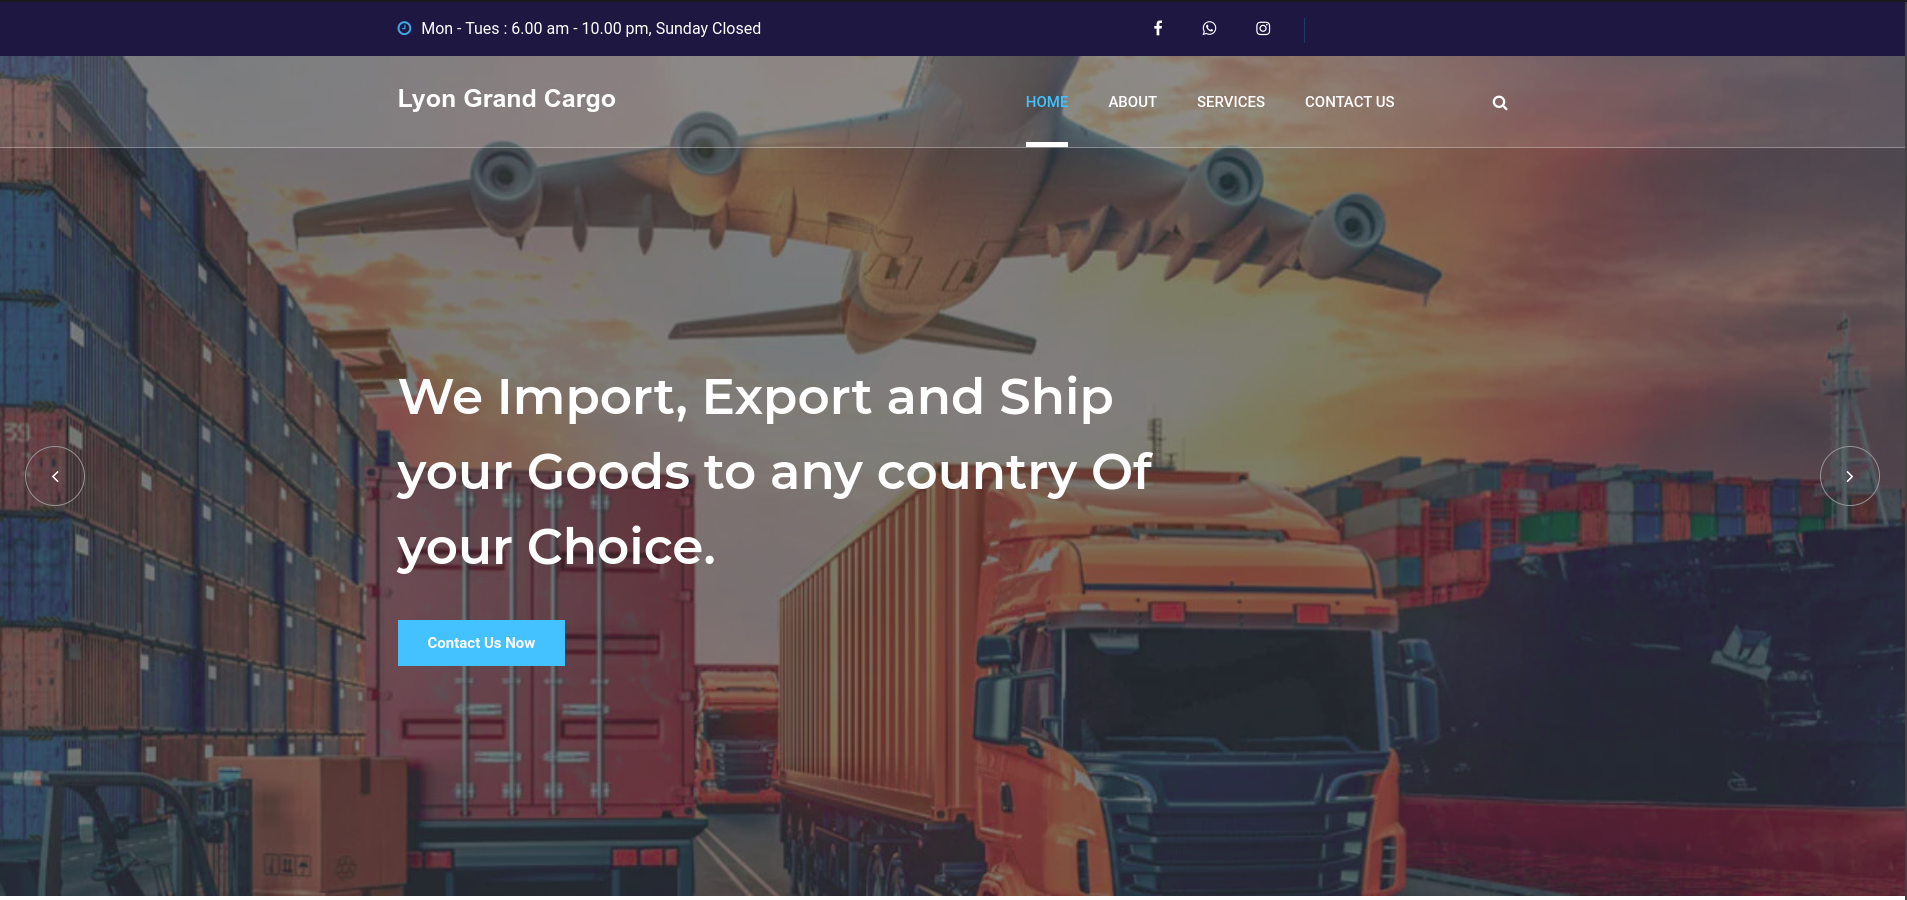 Mon - Tues : 6.00 am - 10.00 pm, Sunday Closed
Lyon Grand Cargo
HOME ABOUT SERVICES CONTACT US
We Import, Export and Ship
your Goods to any country Of
your Choice.
Contact Us Now